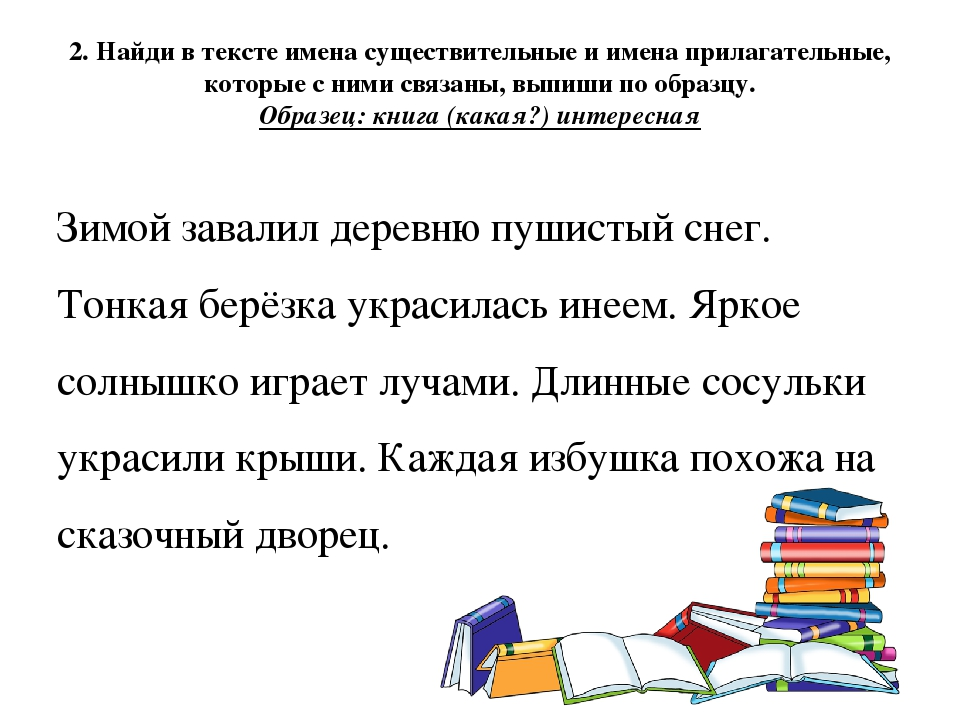 2. Найди в тексте имена существительные и имена прилагательные,
которые с ними связаны, выпиши по образцу.
Образец: книга (какая?) интересная
Зимой завалил деревню пушистый снег.
Тонкая берёзка украсилась инеем. Яркое
солнышко играет лучами. Длинные сосульки
украсили крыши. Каждая избушка похожа на
сказочный дворец.